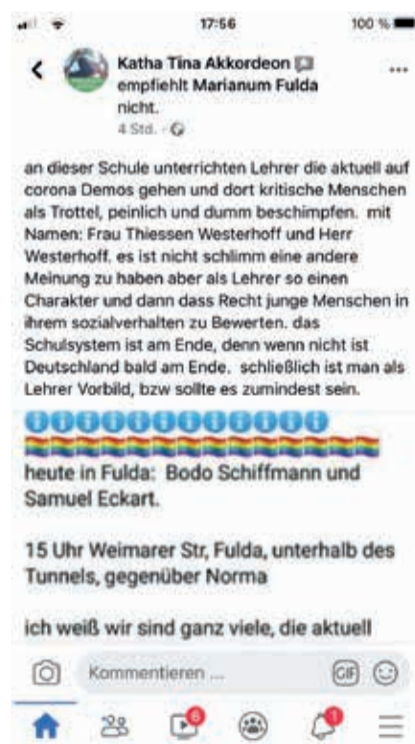 17:56
100 %
Katha Tina Akkordeon
empfiehlt Marianum Fulda
nicht.
4 Std.
an dieser Schule unterrichten Lehrer die aktuell auf
corona Demos gehen und dort kritische Menschen
als Trottel, peinlich und dumm beschimpfen. mit
Namen: Frau Thiessen Westerhoff und Herr
Westerhoff. es ist nicht schlimm eine andere
Meinung zu haben aber als Lehrer so einen
Charakter und dann dass Recht junge Menschen in
ihrem sozialverhalten zu Bewerten. das
Schulsystem ist am Ende, denn wenn nicht ist
Deutschland bald am Ende. schließlich ist man als
Lehrer Vorbild, bzw sollte es zumindest sein.
heute in Fulda: Bodo Schiffmann und
Samuel Eckart.
15 Uhr Weimarer Str, Fulda, unterhalb des
Tunnels, gegenüber Norma
ich weiß wir sind ganz viele, die aktuell
Kommentieren ...
GIF
6
1